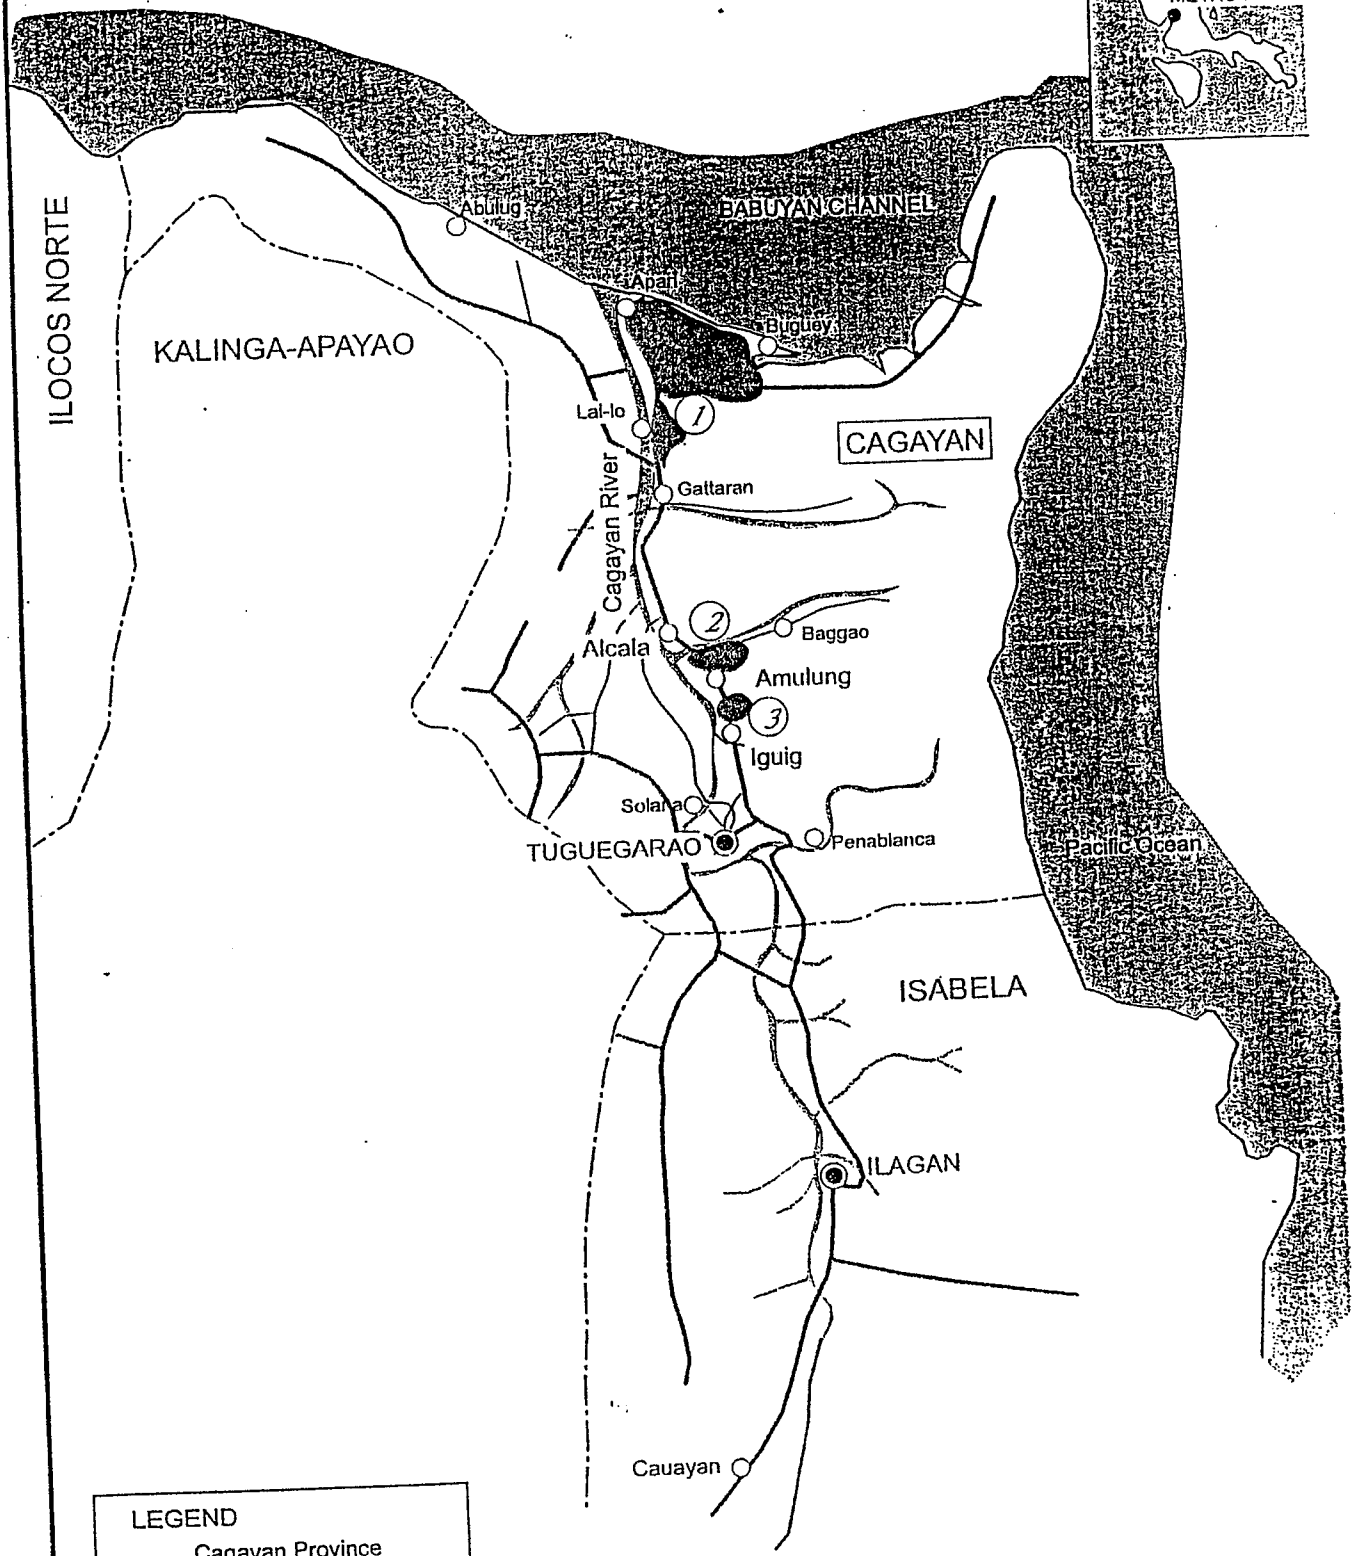 ILOCOS NORTE
KALINGA-APAYAO
Abulug
BABUYAN CHANNEL
Aparri
Buguey
Lal-lo
1
CAGAYAN
Cagayan River
Gattaran
2
Alcala
Baggao
Amulung
3
Iguig
Solana
TUGUEGARAO
Penablanca
Pacific Ocean
ISABELA
ILAGAN
Cauayan
LEGEND
Cagayan Province